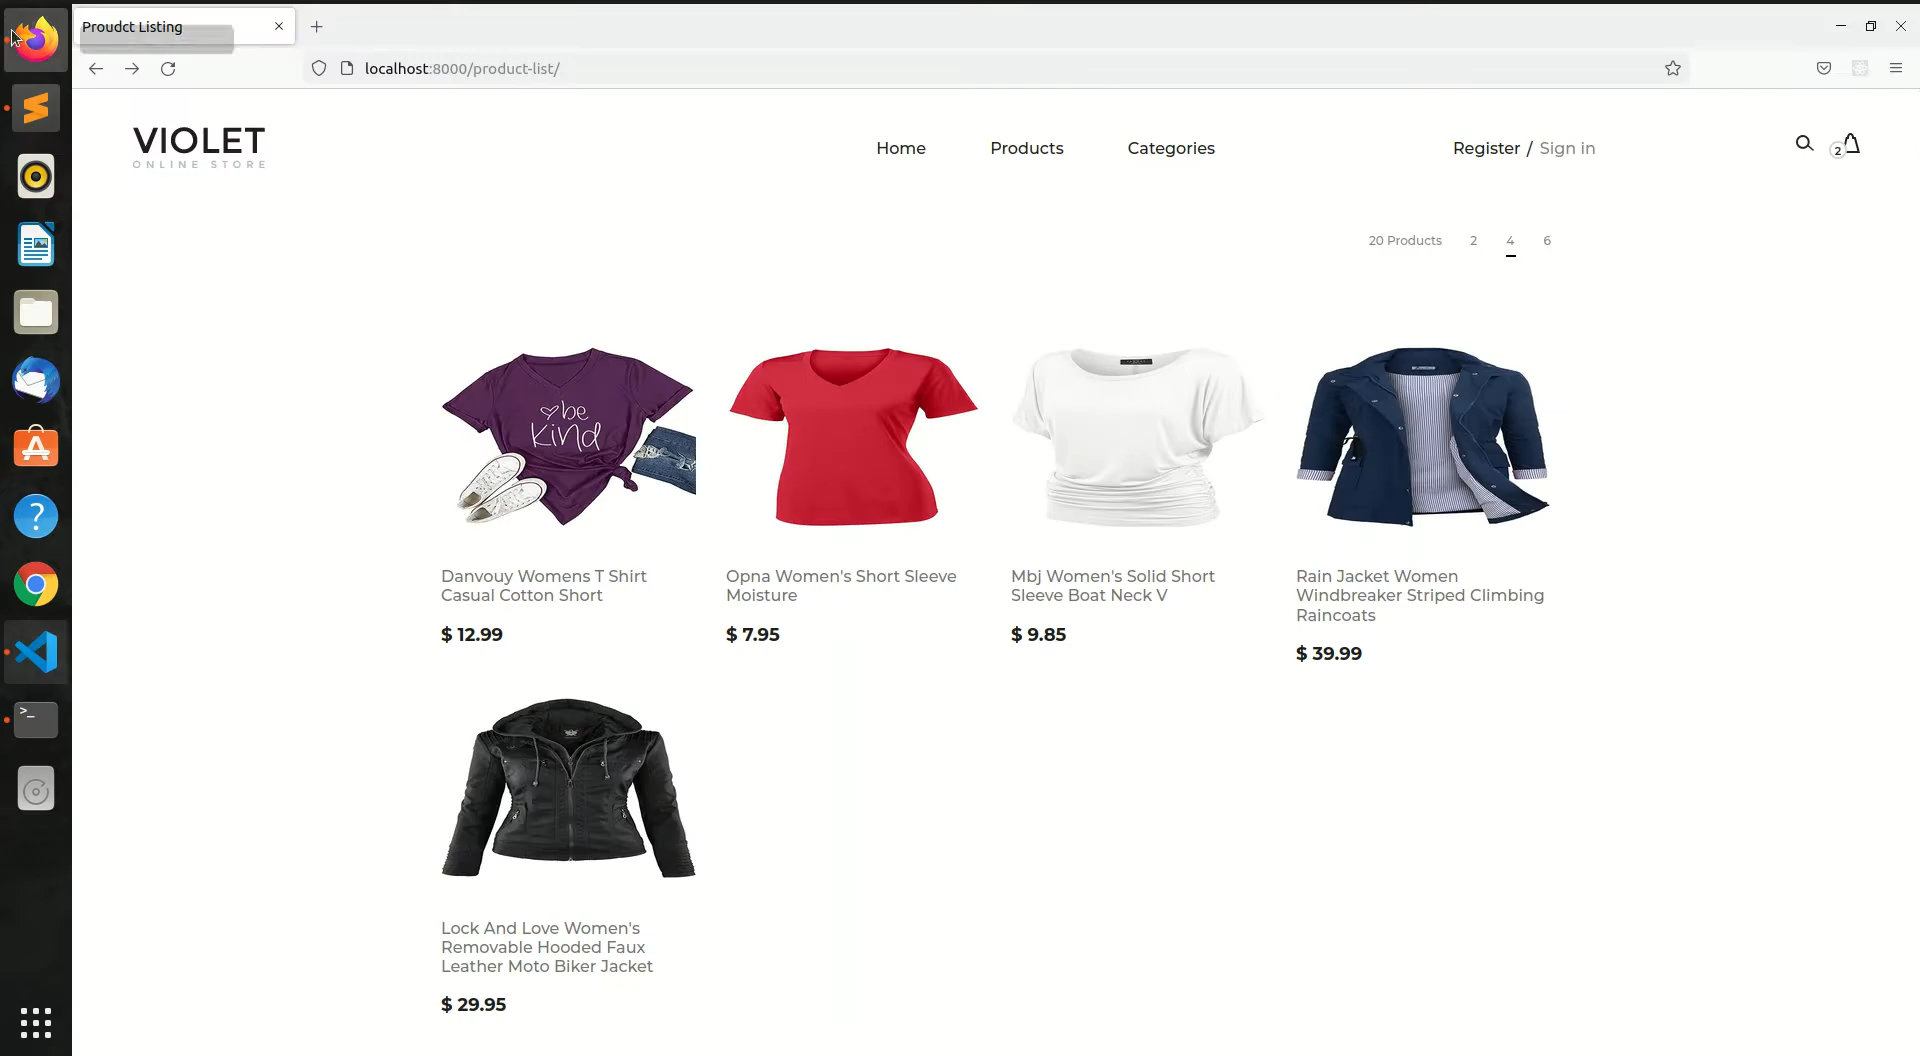 Proudct Listing
localhost:8000/product-list/
VIOLET
ONLINE STORE
Home
Products
Categories
Register / Sign in
2
20 Products
2
4
6
be
kind
Danvouy Womens T Shirt
Casual Cotton Short
$ 12.99
Opna Women's Short Sleeve
Moisture
$ 7.95
Mbj Women's Solid Short
Sleeve Boat Neck V
$ 9.85
Rain Jacket Women
Windbreaker Striped Climbing
Raincoats
$ 39.99
Lock And Love Women's
Removable Hooded Faux
Leather Moto Biker Jacket
$ 29.95